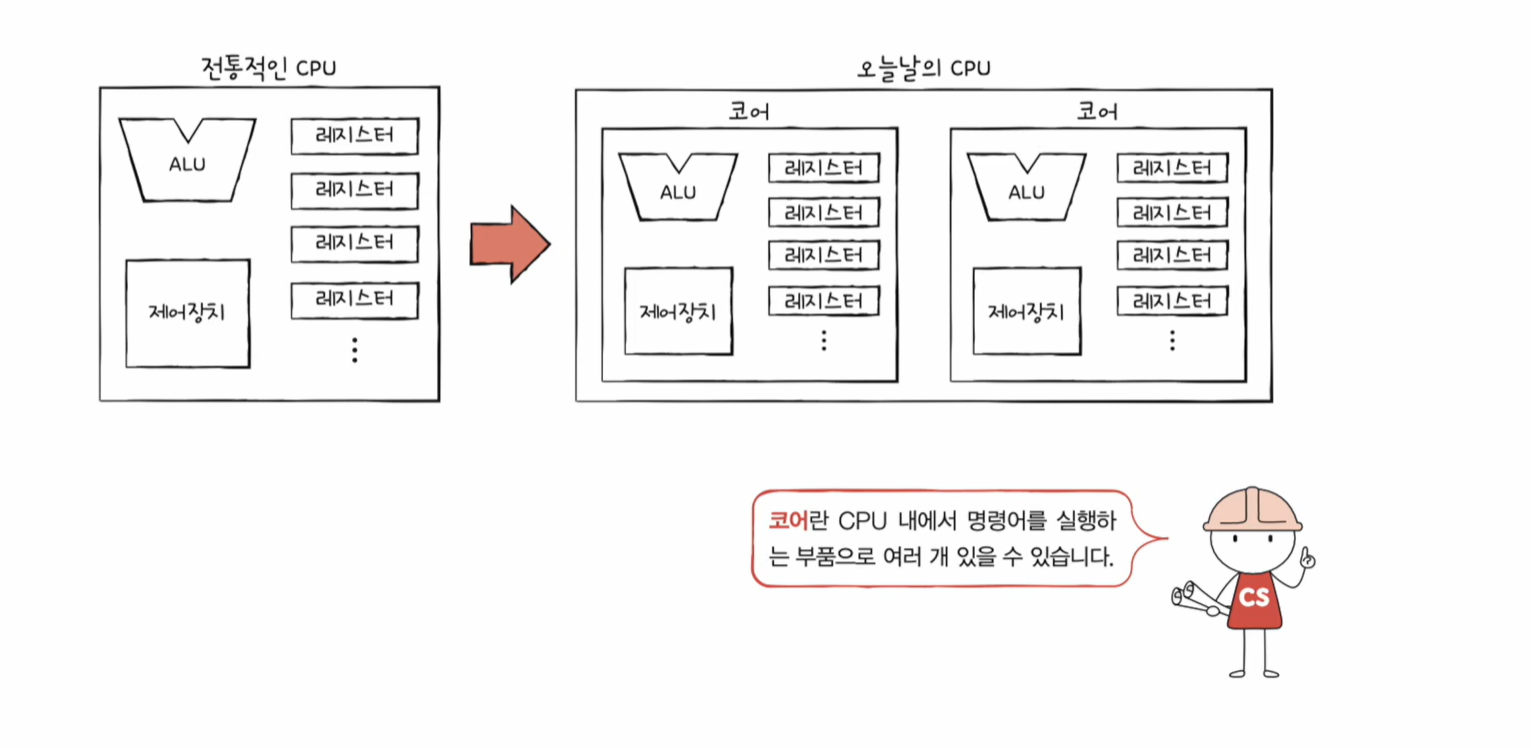 전통적인 CPU
ALU
레지스터
레지스터
레지스터
레지스터
제어장치
오늘날의 CPU
코어
ALU
레지스터
레지스터
레지스터
레지스터
제어장치
코어
ALU
레지스터
레지스터
레지스터
레지스터
제어장치
코어란 CPU 내에서 명령어를 실행하
는 부품으로 여러 개 있을 수 있습니다.
CS